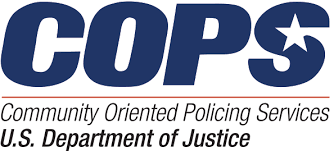 COPS
Community Oriented Policing Services
U.S. Department of Justice